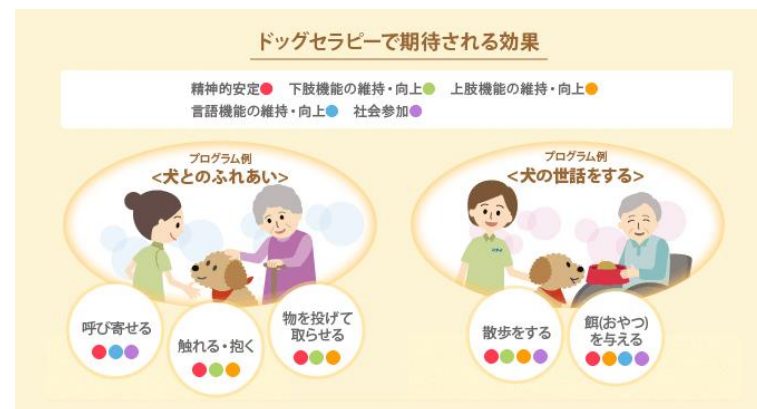 ドッグセラピーで期待される効果
精神的安定● 下肢機能の維持・向上● 上肢機能の維持・向上●
言語機能の維持・向上● 社会参加●
プログラム例
<犬とのふれあい>
呼び寄せる
触れる・抱く
物を投げて
取らせる
プログラム例
<犬の世話をする>
散歩をする
餌(おやつ)
を与える